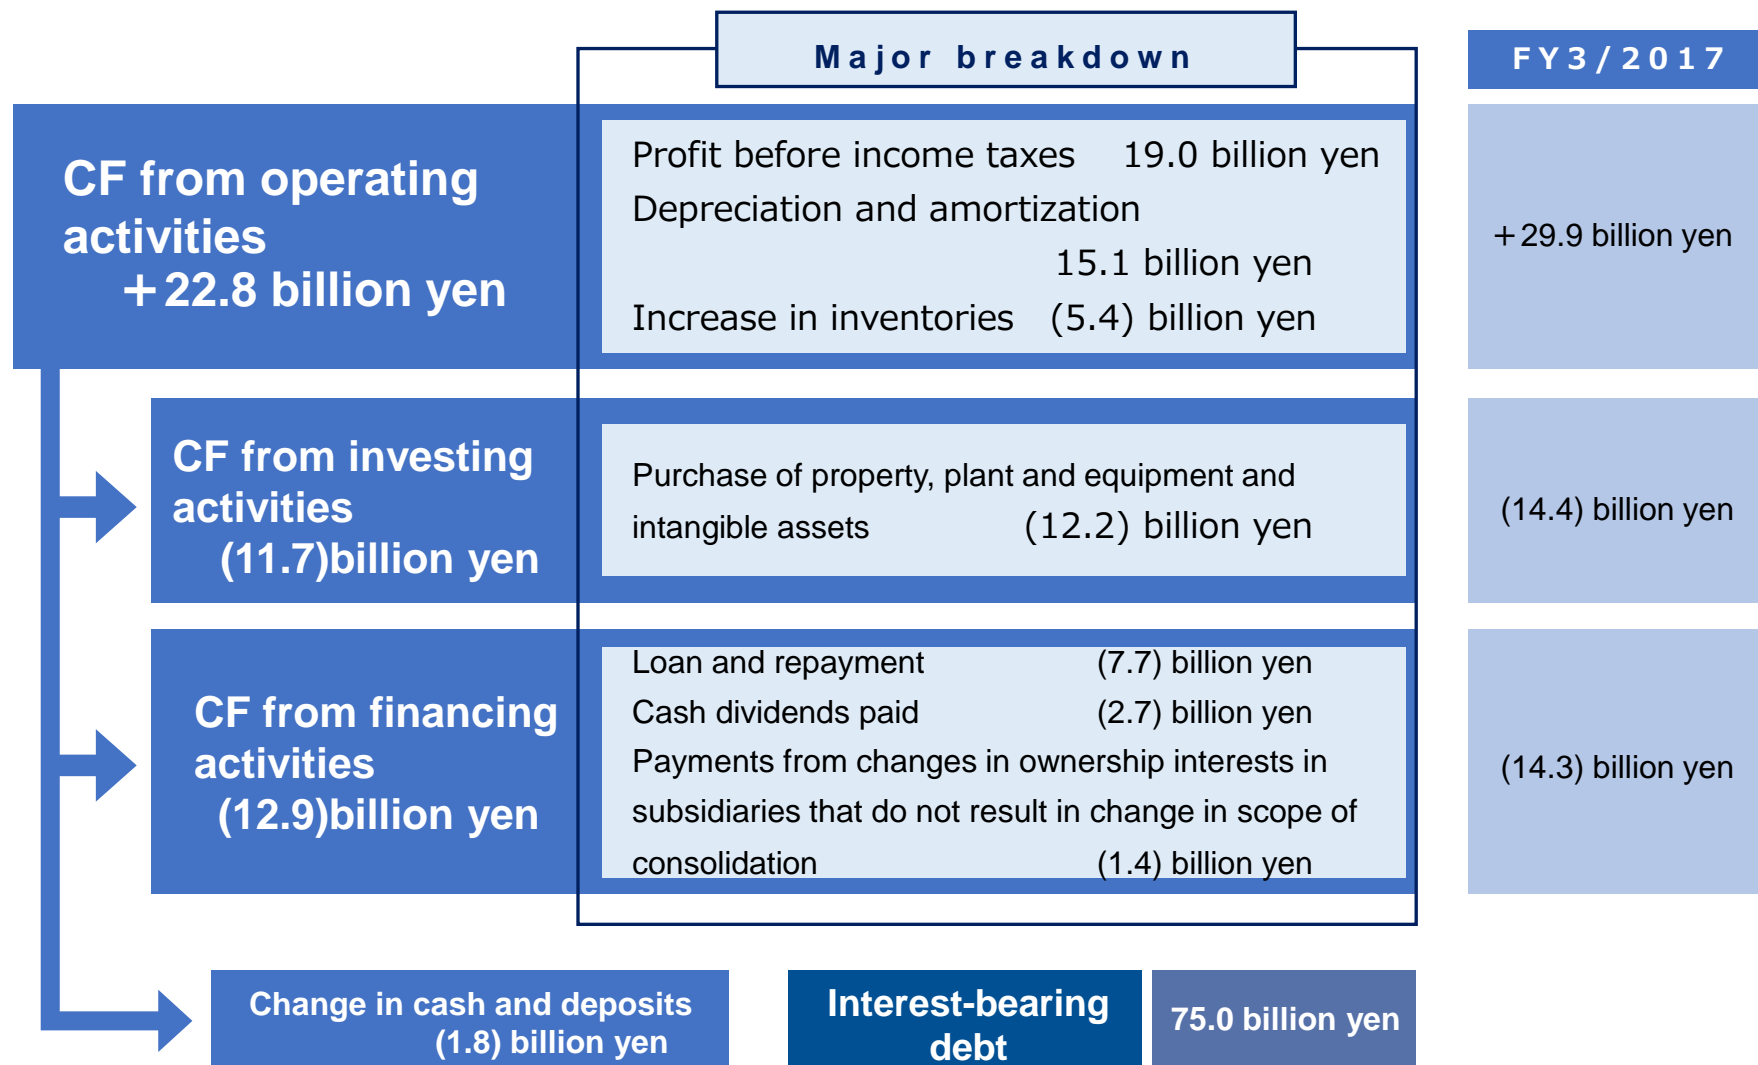 Major breakdown
FY3/2017
CF from operating
activities
+22.8 billion yen
Profit before income taxes 19.0 billion yen
Depreciation and amortization
15.1 billion yen
Increase in inventories (5.4) billion yen
+29.9 billion yen
CF from investing
activities
(11.7)billion yen
Purchase of property, plant and equipment and
intangible assets (12.2) billion yen
(14.4) billion yen
CF from financing
activities
(12.9)billion yen
Loan and repayment (7.7) billion yen
Cash dividends paid (2.7) billion yen
Payments from changes in ownership interests in
subsidiaries that do not result in change in scope of
consolidation (1.4) billion yen
(14.3) billion yen
Change in cash and deposits
(1.8) billion yen
Interest-bearing
debt
75.0 billion yen